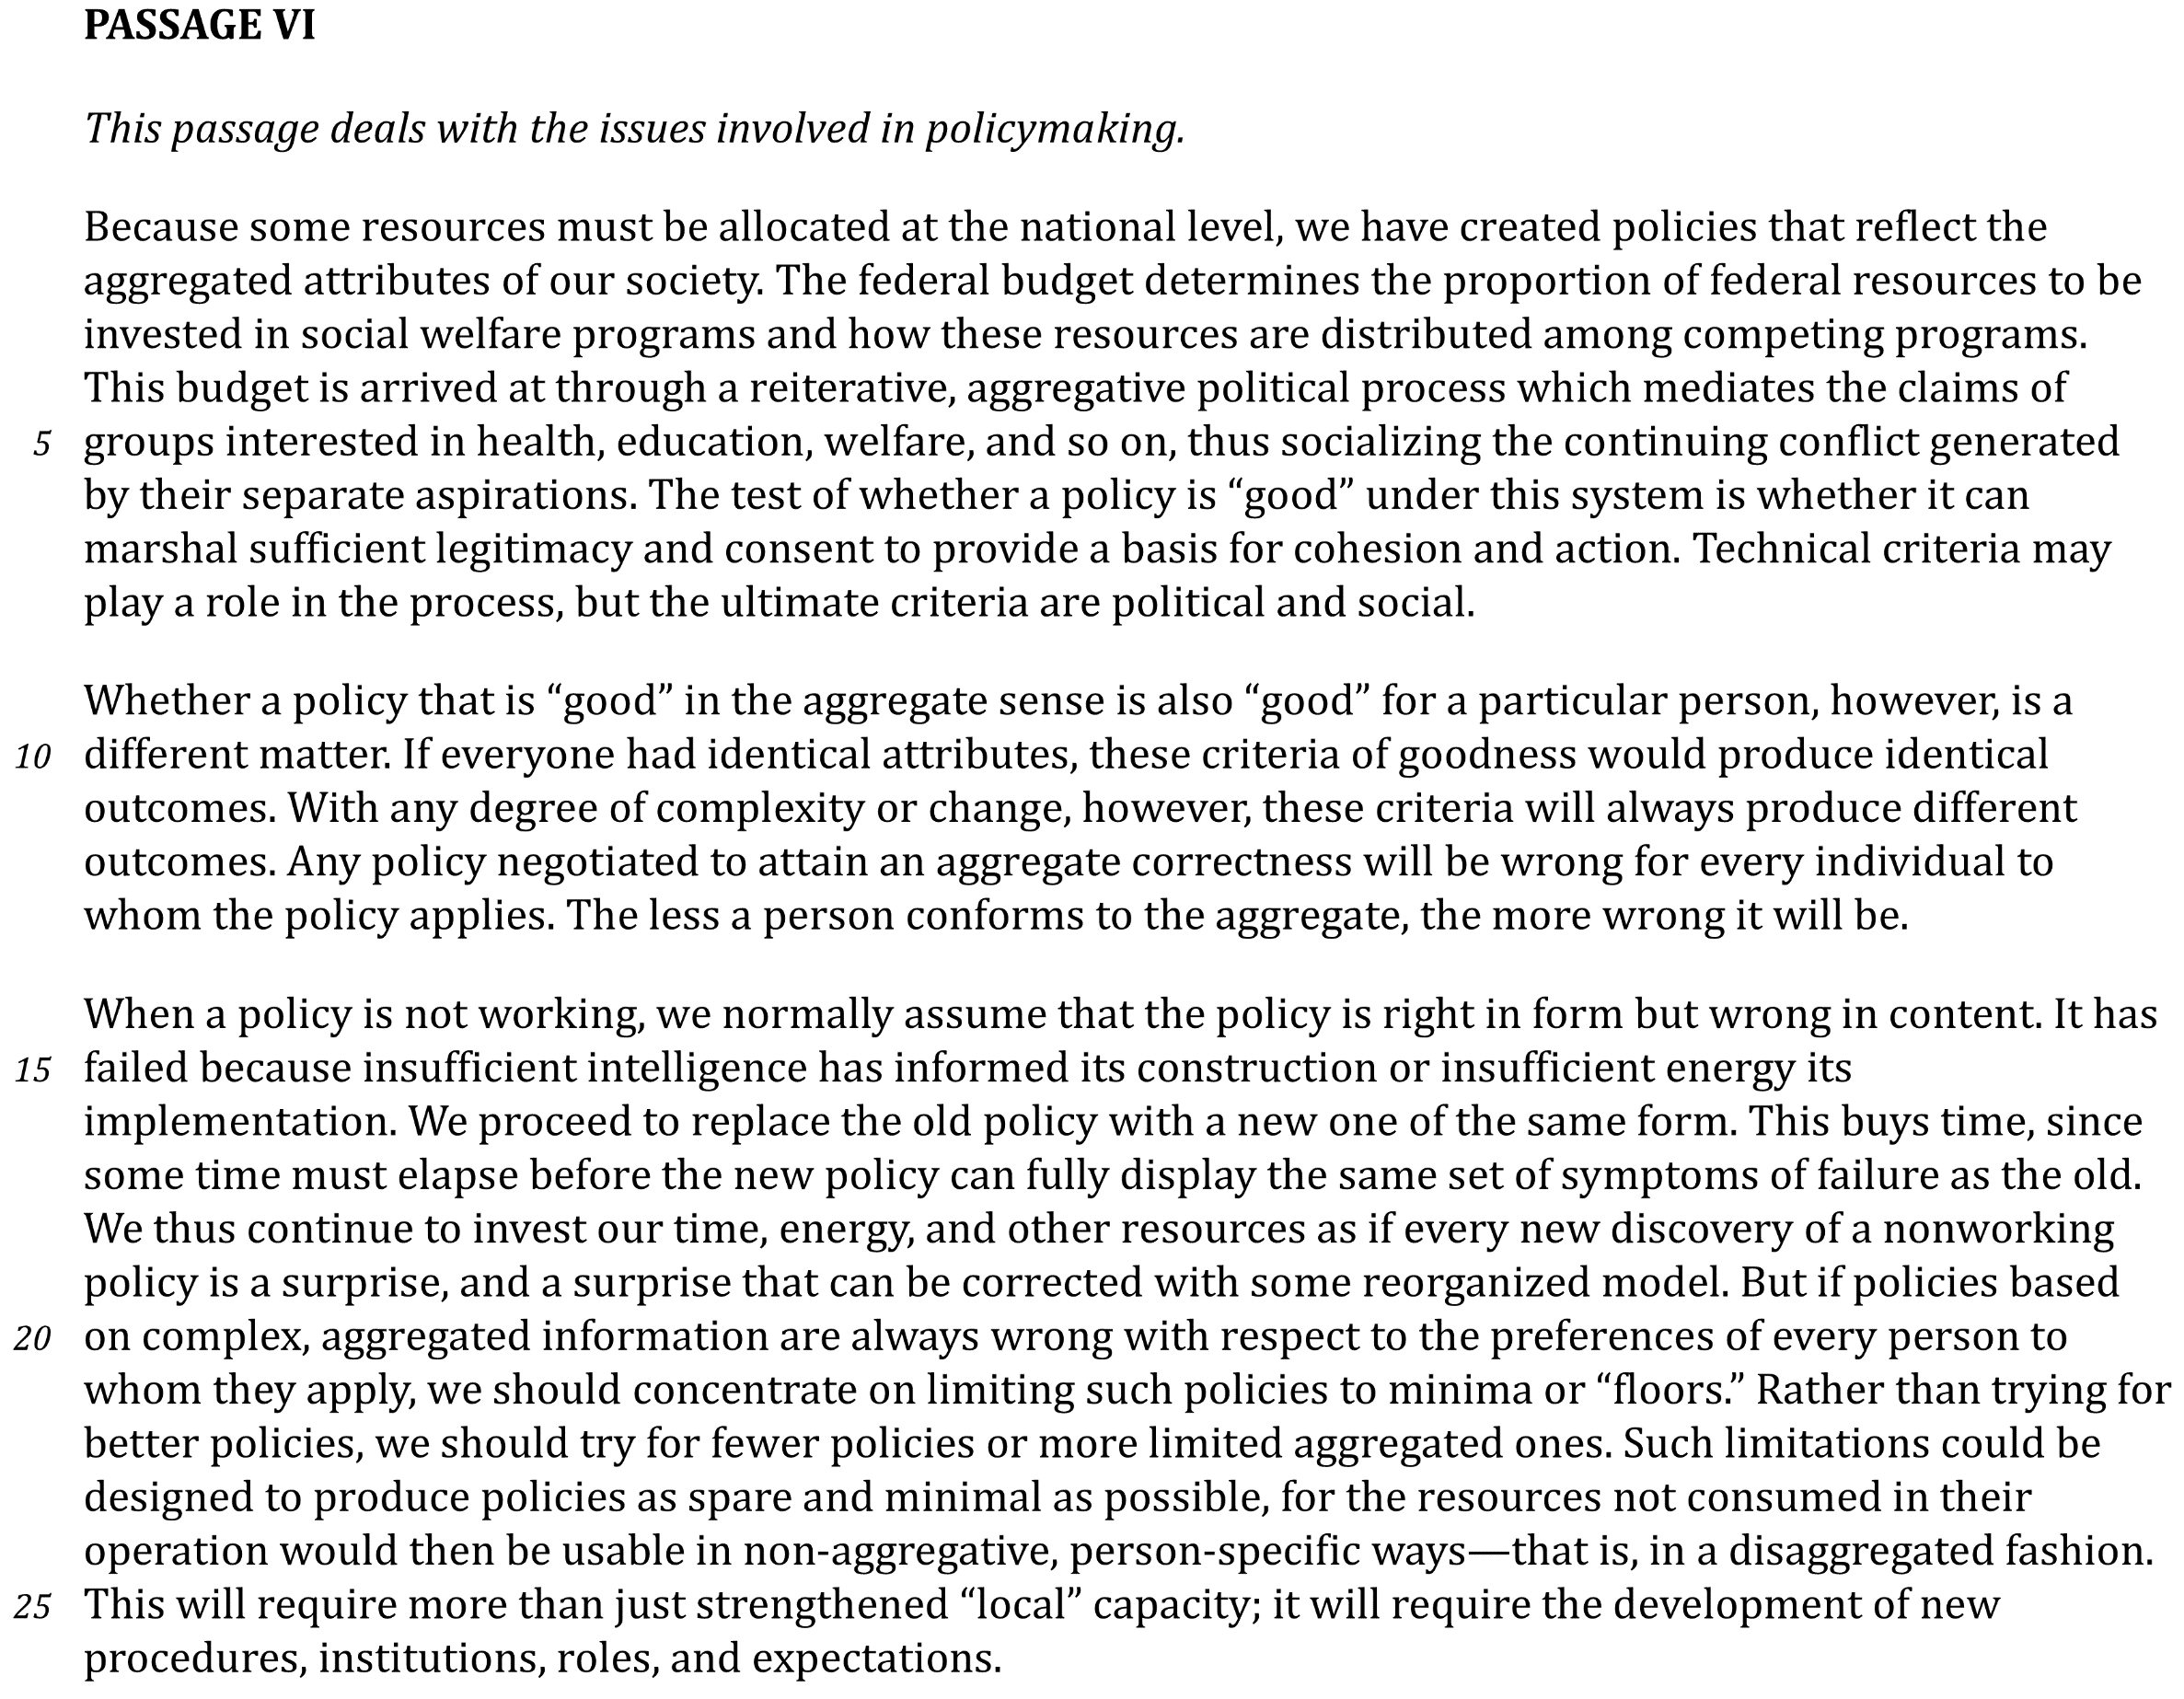 PASSAGE VI
This passage deals with the issues involved in policymaking.
Because some resources must be allocated at the national level, we have created policies that reflect the
aggregated attributes of our society. The federal budget determines the proportion of federal resources to be
invested in social welfare programs and how these resources are distributed among competing programs.
This budget is arrived at through a reiterative, aggregative political process which mediates the claims of
5 groups interested in health, education, welfare, and so on, thus socializing the continuing conflict generated
by their separate aspirations. The test of whether a policy is “good” under this system is whether it can
marshal sufficient legitimacy and consent to provide a basis for cohesion and action. Technical criteria may
play a role in the process, but the ultimate criteria are political and social.
Whether a policy that is “good” in the aggregate sense is also “good” for a particular person, however, is a
10 different matter. If everyone had identical attributes, these criteria of goodness would produce identical
outcomes. With any degree of complexity or change, however, these criteria will always produce different
outcomes. Any policy negotiated to attain an aggregate correctness will be wrong for every individual to
whom the policy applies. The less a person conforms to the aggregate, the more wrong it will be.
When a policy is not working, we normally assume that the policy is right in form but wrong in content. It has
15 failed because insufficient intelligence has informed its construction or insufficient energy its
implementation. We proceed to replace the old policy with a new one of the same form. This buys time, since
some time must elapse before the new policy can fully display the same set of symptoms of failure as the old.
We thus continue to invest our time, energy, and other resources as if every new discovery of a nonworking
policy is a surprise, and a surprise that can be corrected with some reorganized model. But if policies based
20 on complex, aggregated information are always wrong with respect to the preferences of every person to
whom they apply, we should concentrate on limiting such policies to minima or “floors.” Rather than trying for
better policies, we should try for fewer policies or more limited aggregated ones. Such limitations could be
designed to produce policies as spare and minimal as possible, for the resources not consumed in their
operation would then be usable in non-aggregative, person-specific ways—that is, in a disaggregated fashion.
25 This will require more than just strengthened “local” capacity; it will require the development of new
procedures, institutions, roles, and expectations.